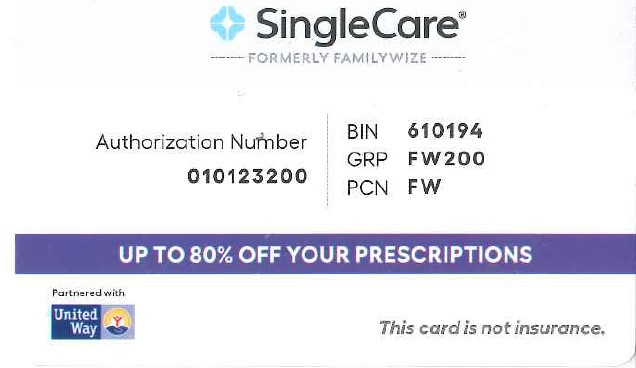 SingleCare®
FORMERLY FAMILYWIZE
Authorization Number
010123200
BIN 610194
GRP FW200
PCN FW
UP TO 80% OFF YOUR PRESCRIPTIONS
Partnered with
United
Way
This card is not insurance.